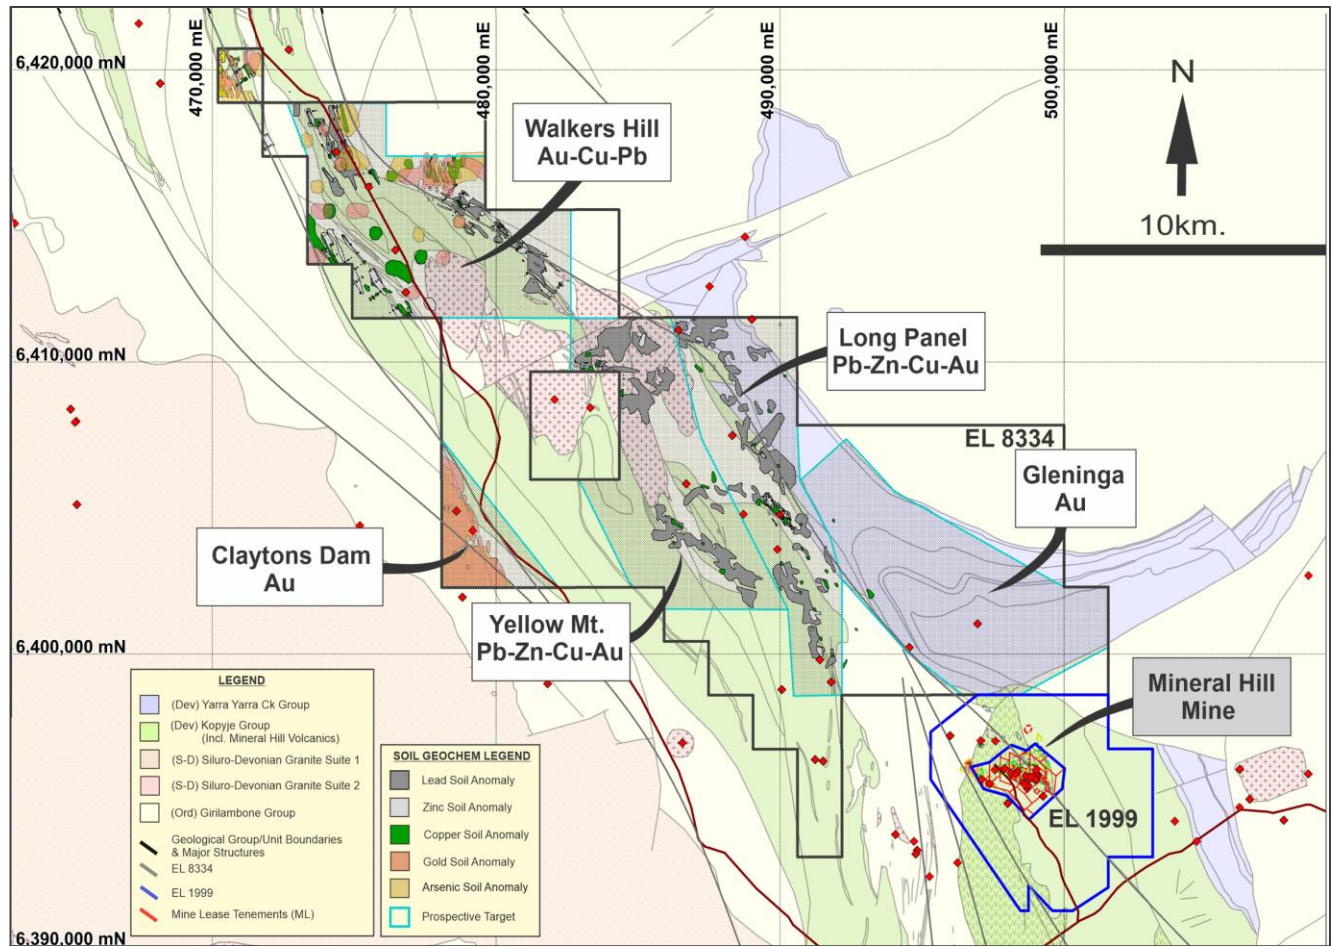 470,000 mE
480,000 mE
490,000 mE
500,000 mE
6,420,000 mN
N
10km.
Walkers Hill
Au-Cu-Pb
6,410,000 mN
Long Panel
Pb-Zn-Cu-Au
EL 8334
Gleninga
Au
Claytons Dam
Au
Yellow Mt.
Pb-Zn-Cu-Au
6,400,000 mN
Mineral Hill
Mine
EL 1999
LEGEND
(Dev) Yarra Yarra Ck Group
(Dev) Kopyje Group
(Incl. Mineral Hill Volcanics)
(S-D) Siluro-Devonian Granite Suite 1
(S-D) Siluro-Devonian Granite Suite 2
(Ord) Girilambone Group
Geological Group/Unit Boundaries
& Major Structures
EL 8334
EL 1999
Mine Lease Tenements (ML)
SOIL GEOCHEM LEGEND
Lead Soil Anomaly
Zinc Soil Anomaly
Copper Soil Anomaly
Gold Soil Anomaly
Arsenic Soil Anomaly
Prospective Target
6,390,000 mN